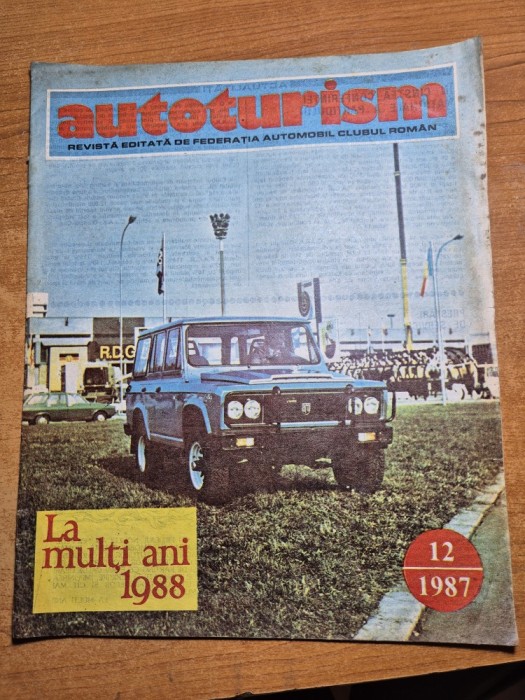 autoturism
REVISTĂ EDITATĂ DE FEDERAȚIA AUTOMOBIL CLUBUL ROMÂN
R.D.G
La
mulți ani
1988
12
1987